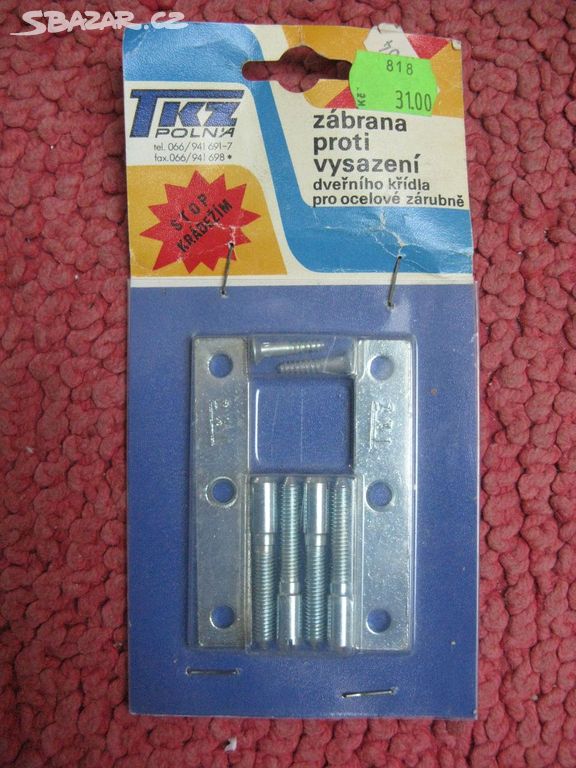 SBAZAR.CZ
TKZ
POLNÁ
tel. 066/941 691-7
fax. 066/941 698 *
STOP
KRÁDEŽÍM
818
Kč
31.00
zábrana
proti
vysazení
dveřního křídla
pro ocelové zárubně